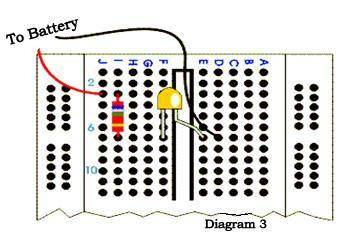 To Battery
J I H G F E D C B A
2
6
10
Diagram 3